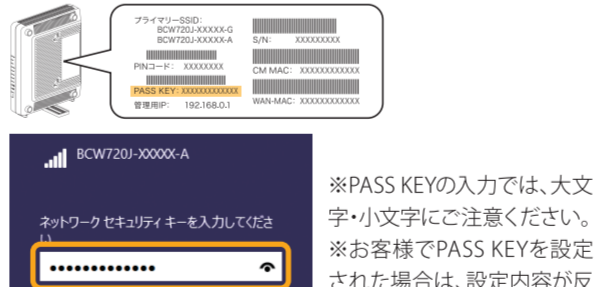 プライマリーSSID:
BCW720J-XXXXX-G
BCW720J-XXXXX-A
PINコード: XXXXXXXX
PASS KEY: XXXXXXXXXXXXX
管理用IP: 192.168.0.1
S/N: XXXXXXXXX
CM MAC: XXXXXXXXXXXX
WAN-MAC: XXXXXXXXXXXX
BCW720J-XXXXX-A
ネットワーク セキュリティ キーを入力してくださ
い
※PASS KEYの入力では、大文
字・小文字にご注意ください。
※お客様でPASS KEYを設定
された場合は、設定内容が反